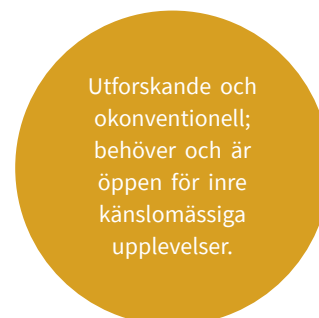 Utforskande och
okonventionell;
behöver och är
öppen för inre
känslomässiga
upplevelser.